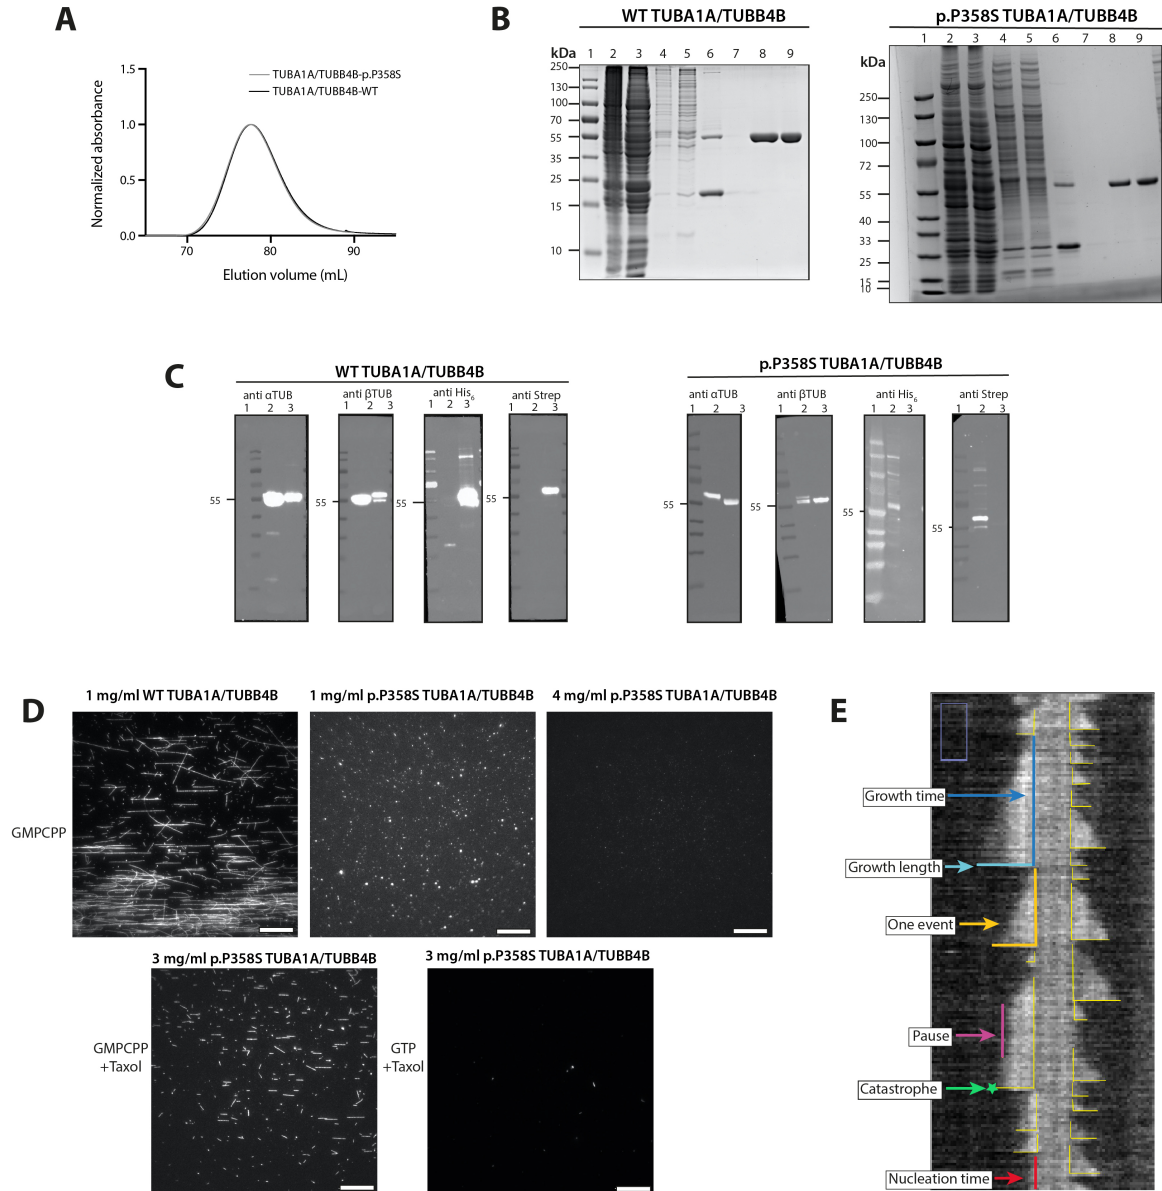 A
1.5
1.0
0.5
0.0
70
80
90
Normalized absorbance
Elution volume (mL)
TUBA1A/TUBB4B-p.P358S
TUBA1A/TUBB4B-WT
B
WT TUBA1A/TUBB4B
kDa 1 2 3 4 5 6 7 8 9
250
130
100
70
55
35
25
15
10
p.P358S TUBA1A/TUBB4B
1 2 3 4 5 6 7 8 9
kDa
250
130
100
72
55
40
33
25
15
10
C
WT TUBA1A/TUBB4B
anti αTUB anti βTUB anti His6 anti Strep
1 2 3 1 2 3 1 2 3 1 2 3
55 55 55 55
p.P358S TUBA1A/TUBB4B
anti αTUB anti βTUB anti His6 anti Strep
1 2 3 1 2 3 1 2 3 1 2 3
55 55 55 55
D
1 mg/ml WT TUBA1A/TUBB4B
1 mg/ml p.P358S TUBA1A/TUBB4B
4 mg/ml p.P358S TUBA1A/TUBB4B
GMPCPP
3 mg/ml p.P358S TUBA1A/TUBB4B
3 mg/ml p.P358S TUBA1A/TUBB4B
GMPCPP
+Taxol
GTP
+Taxol
E
Growth time
Growth length
One event
Pause
Catastrophe
Nucleation time